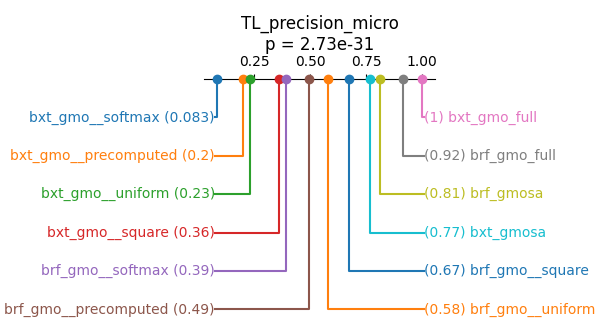 TL_precision_micro
p = 2.73e-31
0.25 0.50 0.75 1.00
bxt_gmo__softmax (0.083) (1) bxt_gmo_full
bxt_gmo__precomputed (0.2) (0.92) brf_gmo_full
bxt_gmo__uniform (0.23) (0.81) brf_gmosa
bxt_gmo__square (0.36) (0.77) bxt_gmosa
brf_gmo__softmax (0.39) (0.67) brf_gmo__square
brf_gmo__precomputed (0.49) (0.58) brf_gmo__uniform